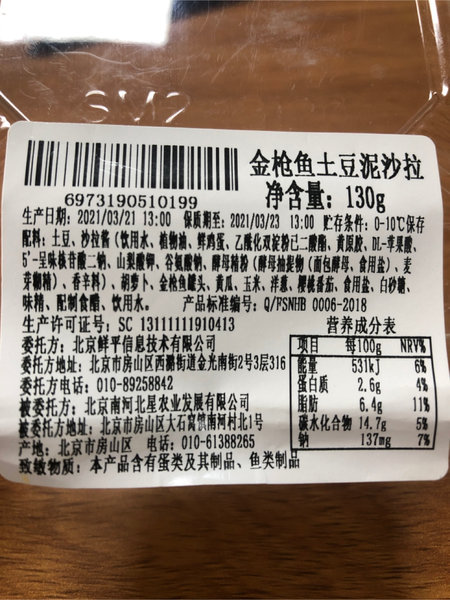 金枪鱼土豆泥沙拉
净含量：130g
6973190510199
生产日期：2021/03/21 13:00 保质期至：2021/03/23 13:00 贮存条件：0-10℃保存
配料：土豆、沙拉酱（饮用水、植物油、鲜鸡蛋、乙酰化双淀粉己二酸酯、黄原胶、DL-苹果酸、
5'-呈味核苷酸二钠、山梨酸钾、谷氨酸钠、酵母精粉（酵母抽提物（面包酵母、食用盐）、麦
芽糊精）、香辛料）、胡萝卜、金枪鱼罐头、黄瓜、玉米、洋葱、樱桃番茄、食用盐、白砂糖、
味精、配制食醋、饮用水。 产品标准编号：Q/FSNHB 0006-2018
生产许可证号：SC 13111111910413
委托方：北京鲜平信息技术有限公司
委托方地址：北京市房山区西潞街道金光南街2号3层316
委托方电话：010-89258842
被委托方：北京南河北星农业发展有限公司
被委托方地址：北京市房山区大石窝镇南河村北1号
产地：北京市房山区 电话：010-61388265
致敏物质：本产品含有蛋类及其制品、鱼类制品
营养成分表
项目 每100g NRV%
能量 531kJ 6%
蛋白质 2.6g 4%
脂肪 6.4g 11%
碳水化合物 14.7g 5%
钠 137mg 7%